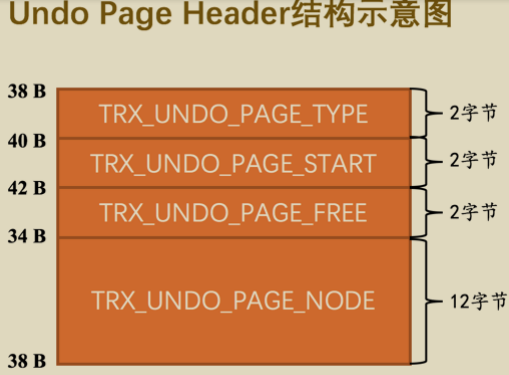 Undo Page Header结构示意图
38 B
TRX_UNDO_PAGE_TYPE
2字节
40 B
TRX_UNDO_PAGE_START
2字节
42 B
TRX_UNDO_PAGE_FREE
2字节
34 B
TRX_UNDO_PAGE_NODE
12字节
38 B